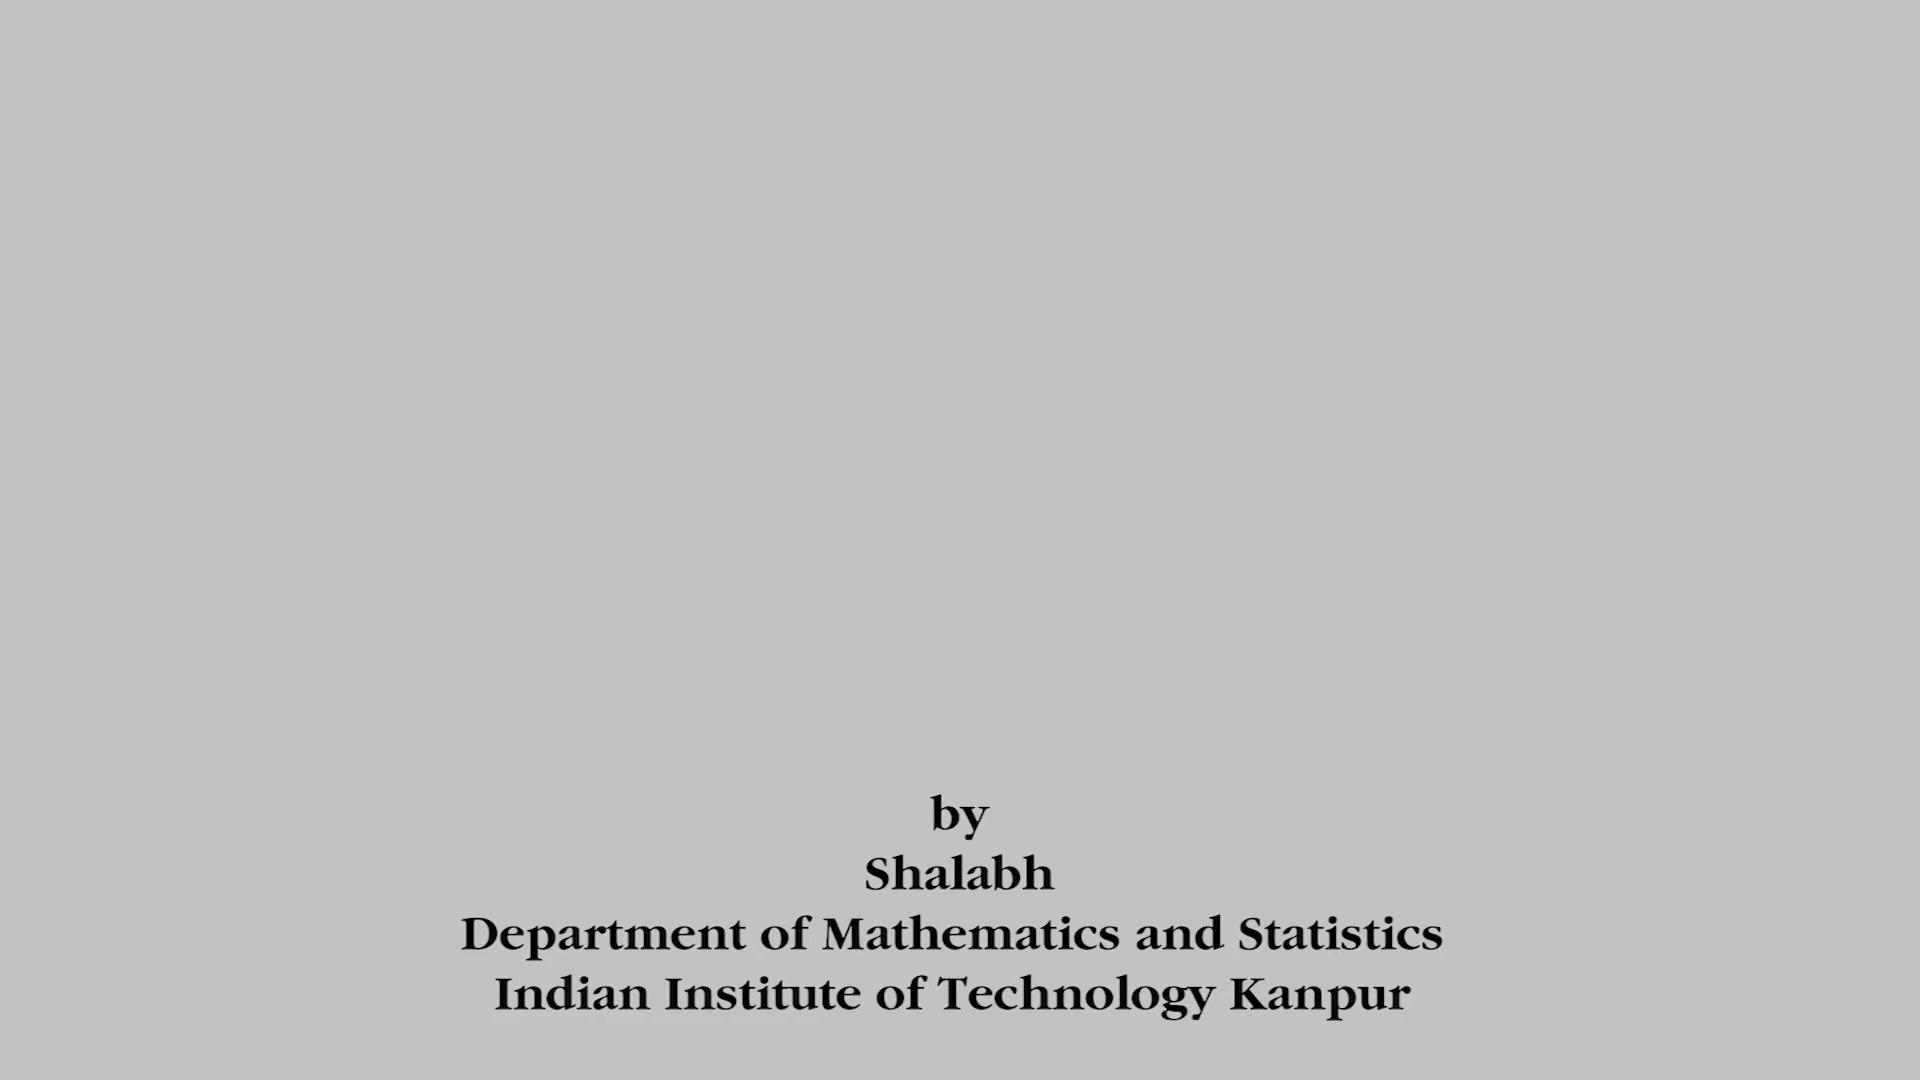 by
Shalabh
Department of Mathematics and Statistics
Indian Institute of Technology Kanpur